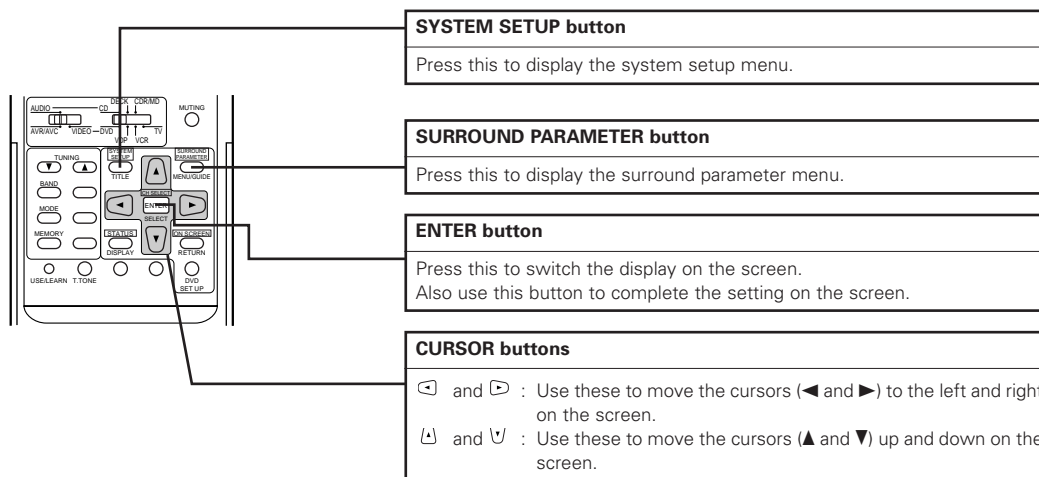 SYSTEM SETUP button
Press this to display the system setup menu.
SURROUND PARAMETER button
Press this to display the surround parameter menu.
ENTER button
Press this to switch the display on the screen.
Also use this button to complete the setting on the screen.
CURSOR buttons
◁ and ▷ : Use these to move the cursors (◀ and ▶) to the left and right
on the screen.
△ and ▽ : Use these to move the cursors (▲ and ▼) up and down on the
screen.
DECK CDR/MD
AUDIO CD MUTING
AVR/AVC VIDEO DVD TV
VDP VCR
TUNING
SYSTEM
SETUP
SURROUND
PARAMETER
TITLE
MENU/GUIDE
BAND
CH SELECT
ENTER
MODE
SELECT
MEMORY
STATUS
ON SCREEN
DISPLAY
RETURN
USE/LEARN T.TONE
DVD
SET UP